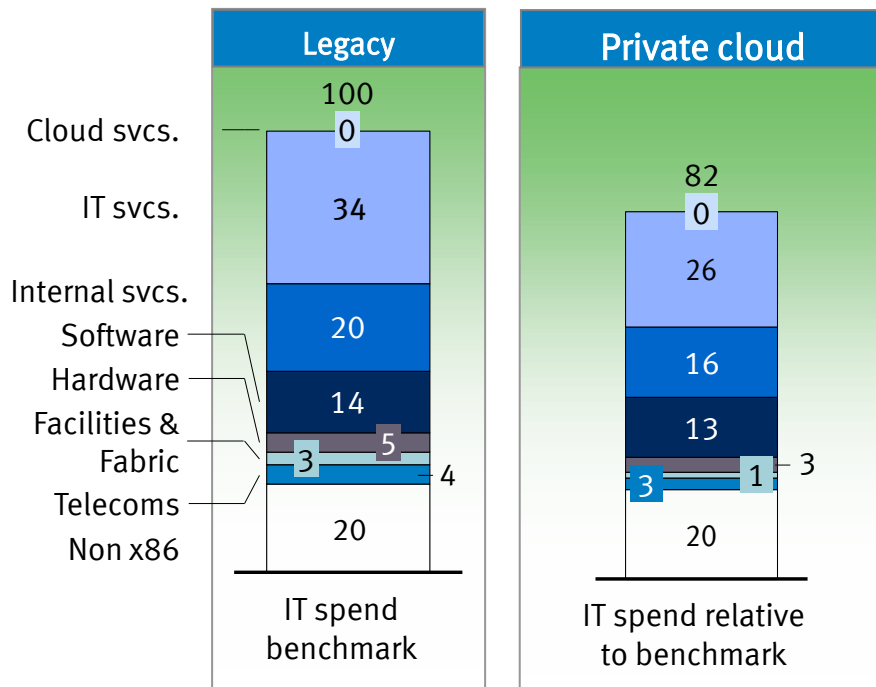 Legacy
Private cloud
100
Cloud svcs.
0
82
0
IT svcs.
34
26
Internal svcs.
20
16
Software
Hardware
14
13
Facilities &
Fabric
5
3
3
1
Telecoms
4
3
Non x86
20
20
IT spend
benchmark
IT spend relative
to benchmark